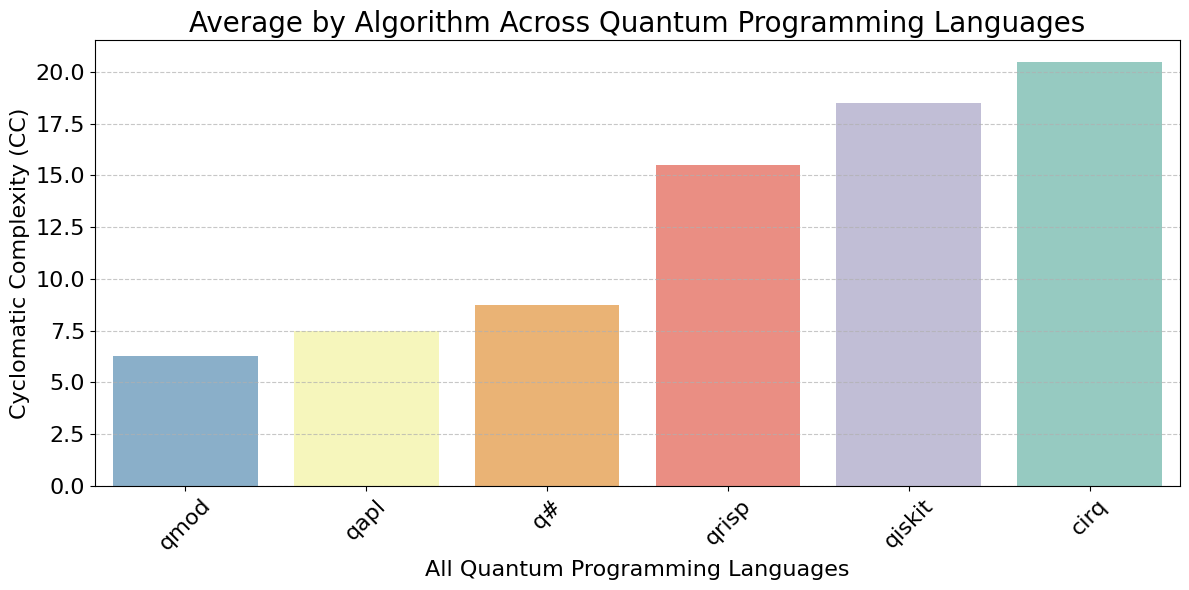 Average by Algorithm Across Quantum Programming Languages
Cyclomatic Complexity (CC)
20.0
17.5
15.0
12.5
10.0
7.5
5.0
2.5
0.0
qmod
qapl
q#
qrisp
qiskit
cirq
All Quantum Programming Languages